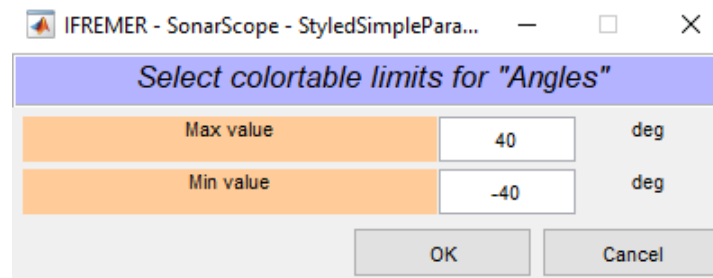 IFREMER - SonarScope - StyledSimplePara...
Select colortable limits for "Angles"
Max value 40 deg
Min value -40 deg
OK Cancel